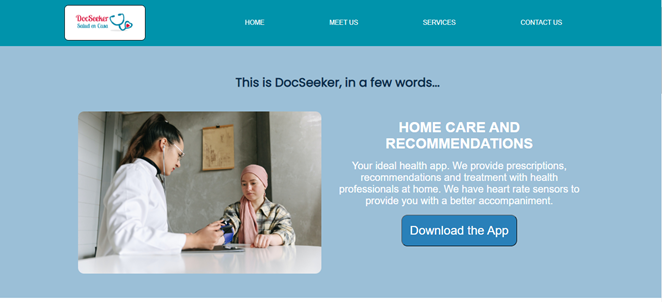 DocSeeker
Salud en Casa
HOME MEET US SERVICES CONTACT US
This is DocSeeker, in a few words...
HOME CARE AND
RECOMMENDATIONS
Your ideal health app. We provide prescriptions,
recommendations and treatment with health
professionals at home. We have heart rate sensors to
provide you with a better accompaniment.
Download the App